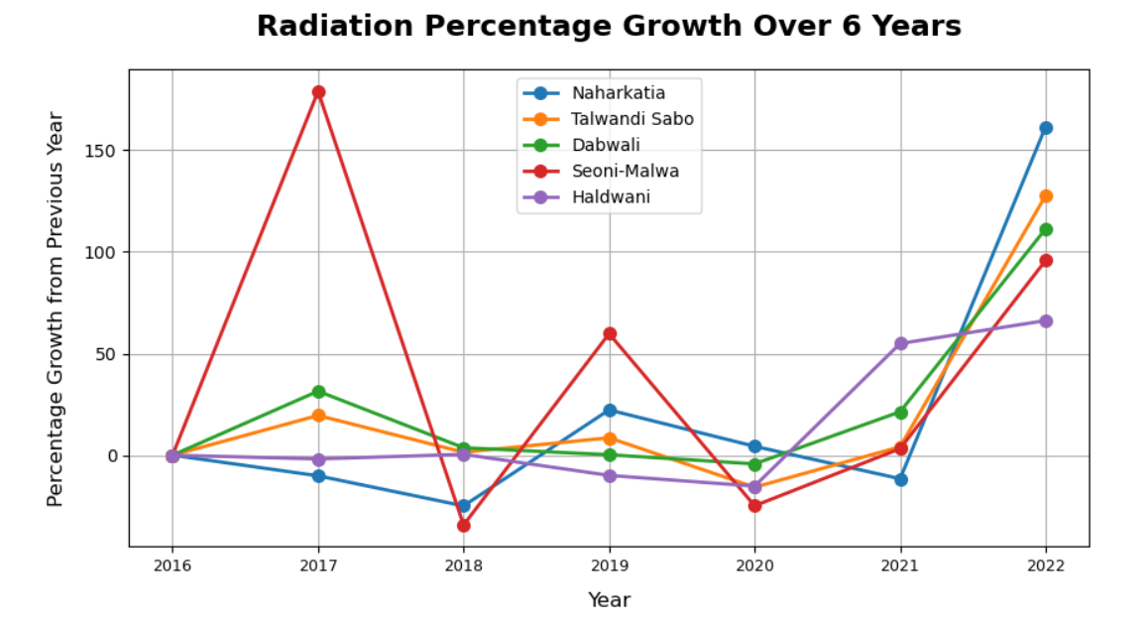 Radiation Percentage Growth Over 6 Years
Percentage Growth from Previous Year
150
100
50
0
Naharkatia
Talwandi Sabo
Dabwali
Seoni-Malwa
Haldwani
2016 2017 2018 2019 2020 2021 2022
Year